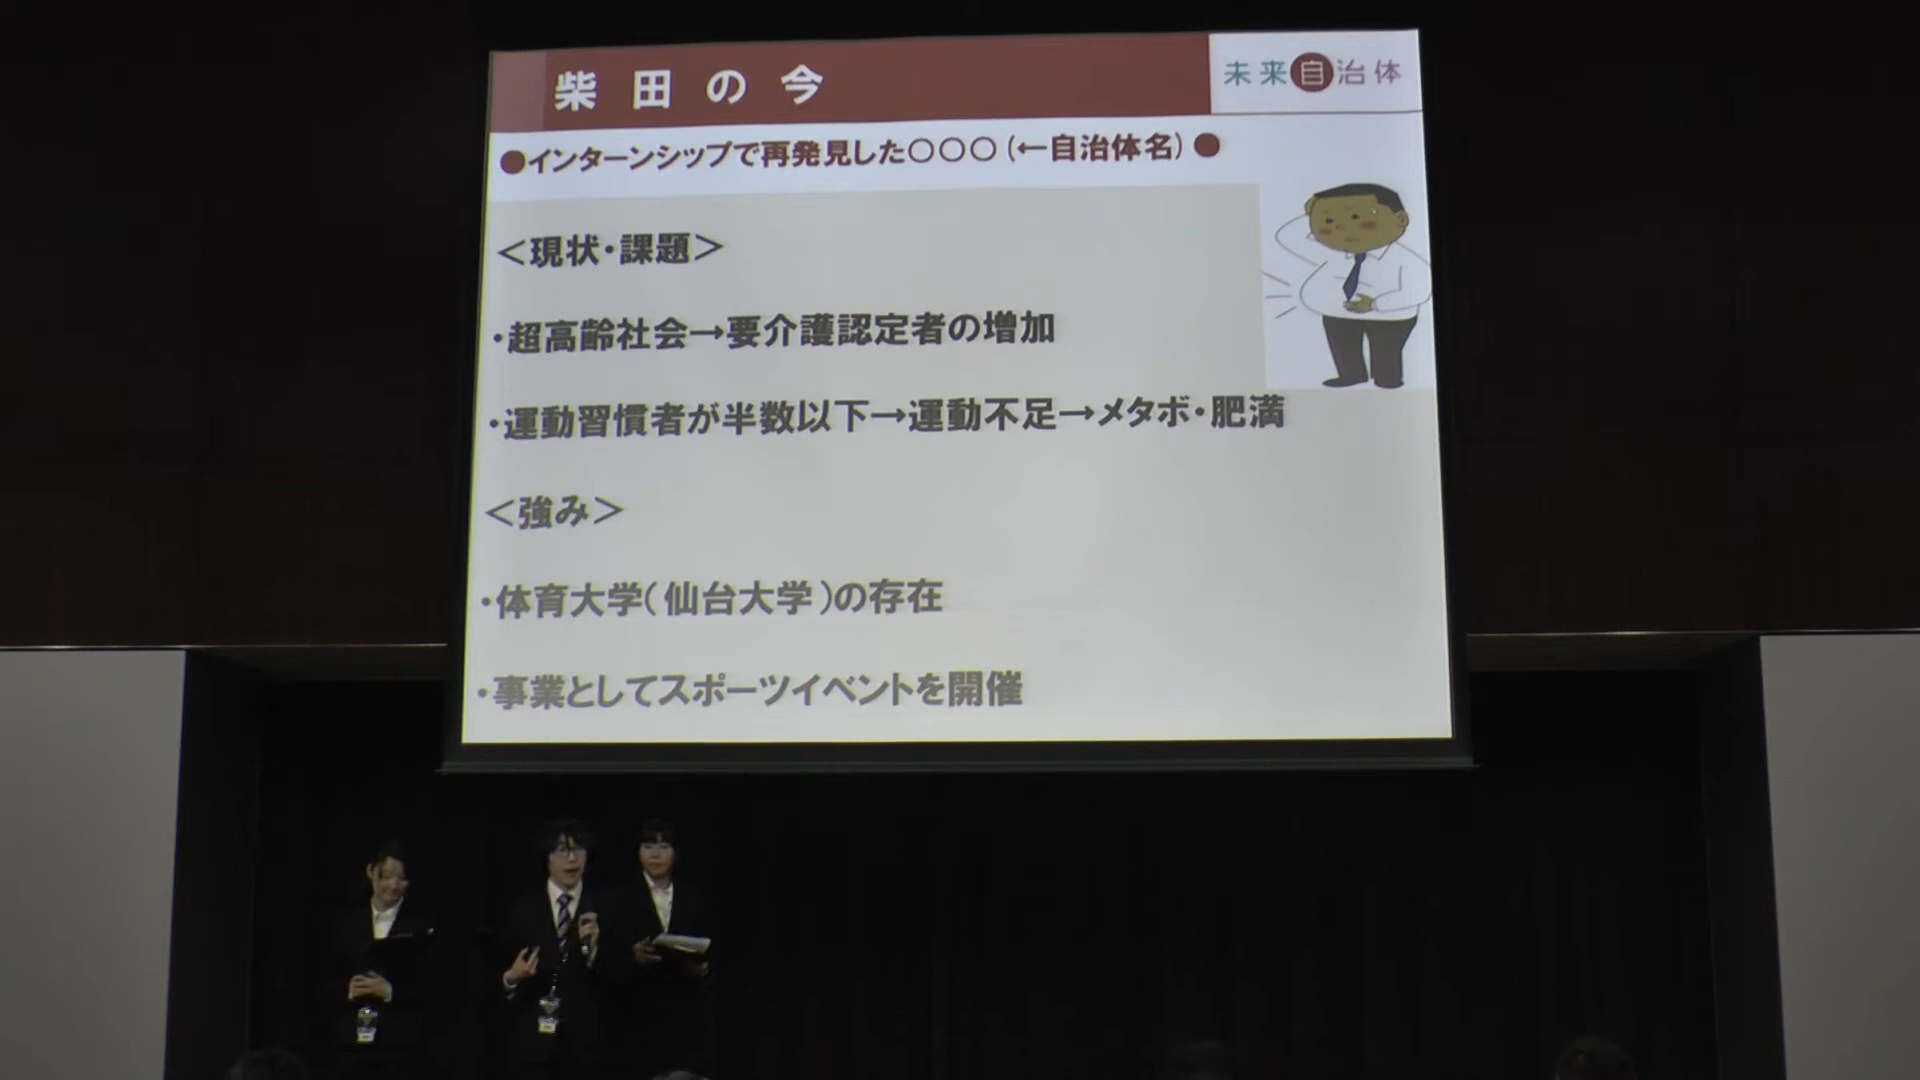 柴田の今
未来自治体
●インターンシップで再発見した○○○(←自治体名)●
＜現状・課題＞
・超高齢社会→要介護認定者の増加
・運動習慣者が半数以下→運動不足→メタボ・肥満
＜強み＞
・体育大学(仙台大学)の存在
・事業としてスポーツイベントを開催